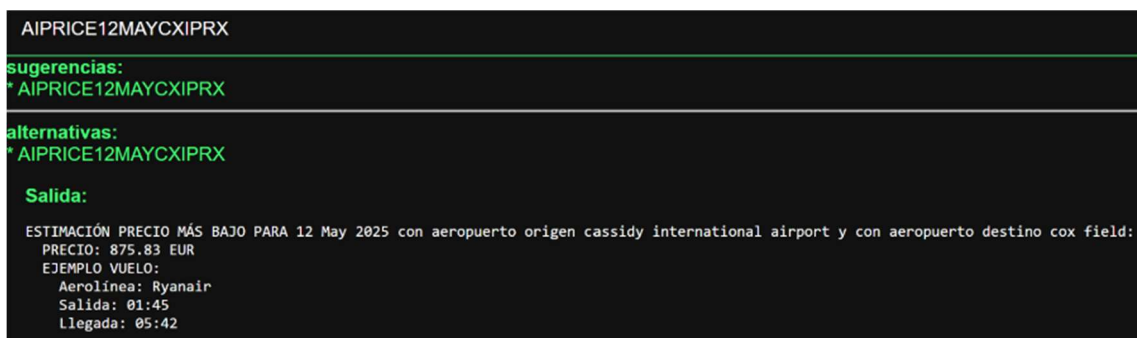 AIPRICE12MAYCXIPRX
sugerencias:
* AIPRICE12MAYCXIPRX
alternativas:
* AIPRICE12MAYCXIPRX
Salida:
ESTIMACIÓN PRECIO MÁS BAJO PARA 12 May 2025 con aeropuerto origen cassidy international airport y con aeropuerto destino cox field:
PRECIO: 875.83 EUR
EJEMPLO VUELO:
Aerolínea: Ryanair
Salida: 01:45
Llegada: 05:42